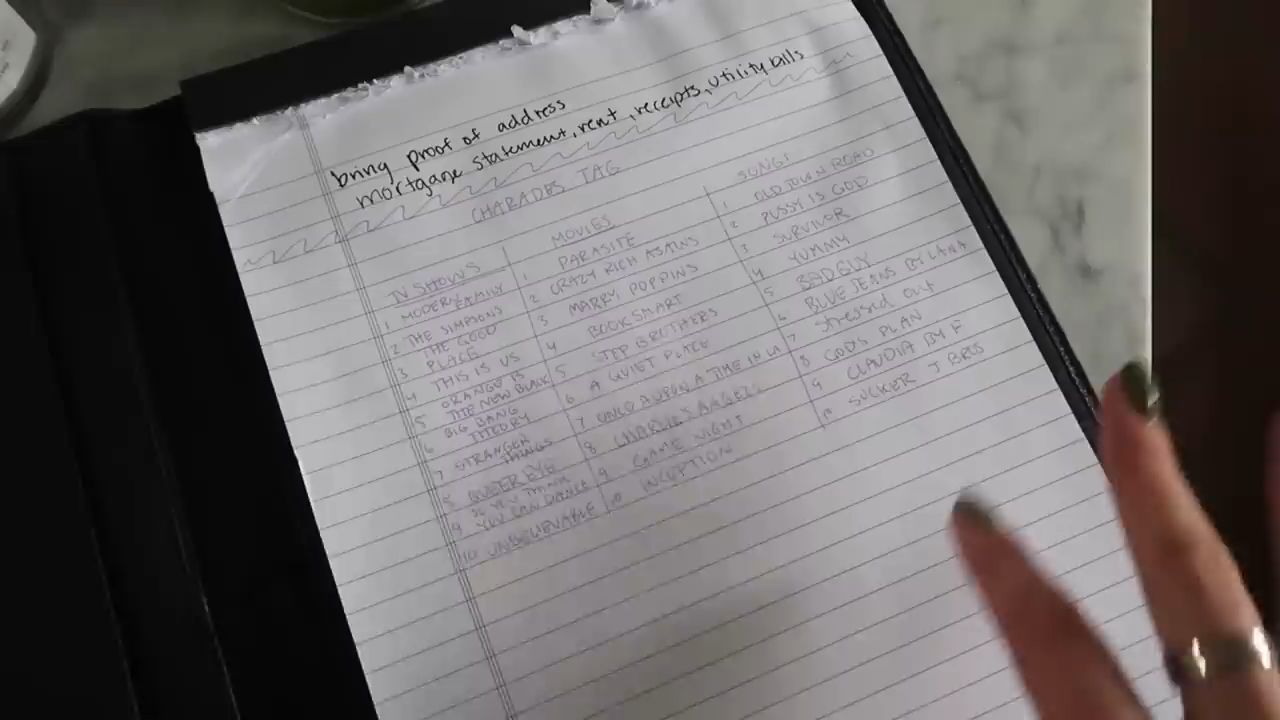 bring proof of address
mortgage statement, rent, receipts, utility bills
CHARADES TAG
TV SHOWS
1 MODERN FAMILY
2 THE SIMPSONS
3 THE GOOD
PLACE
4 THIS IS US
5 ORANGE IS
THE NEW BLACK
6 BIG BANG
THEORY
7 STRANGER
THINGS
8 QUEER EYE
9 SO YOU THINK
YOU CAN DANCE
10 UNBELIEVABLE
MOVIES
1 PARASITE
2 CRAZY RICH ASIANS
3 MARRY POPPINS
4 BOOKSMART
5 STEP BROTHERS
6 A QUIET PLACE
7 ONCE UPON A TIME IN LA
8 CHARLIE'S ANGELS
9 GAME NIGHT
10 INCEPTION
SONGS
1 OLD TOWN ROAD
2 PUSSY IS GOD
3 SURVIVOR
4 YUMMY
5 BAD GUY
6 BLUE JEANS BY LANA
7 Stressed out
8 GODS PLAN
9 CLAUDIA BY F
10 SUCKER J BROS